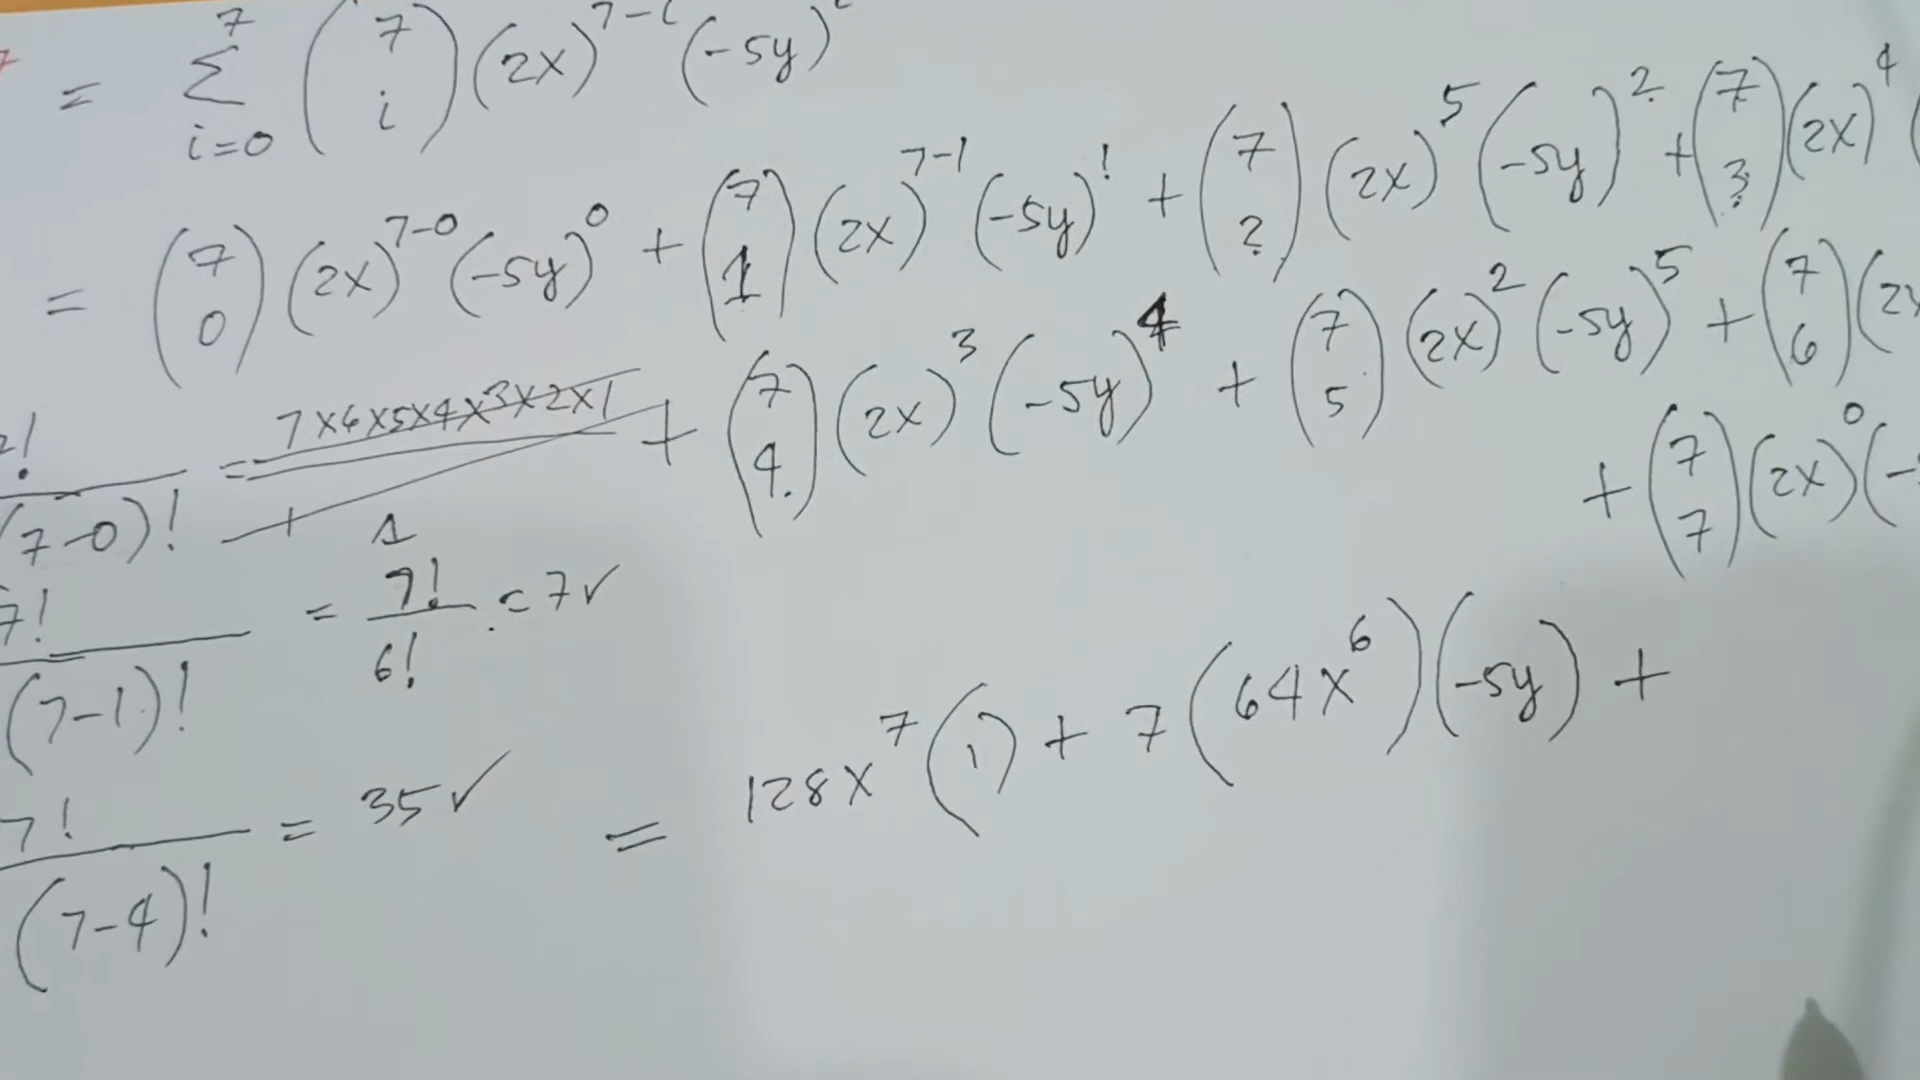 7 = Σ_{i=0}^{7} (7 i) (2x)^{7-i} (-5y)
= (7 0) (2x)^{7-0} (-5y)^0 + (7 1) (2x)^{7-1} (-5y)^1 + (7 2) (2x)^5 (-5y)^2 + (7 3) (2x)^4 (
+ (7 4) (2x)^3 (-5y)^4 + (7 5) (2x)^2 (-5y)^5 + (7 6) (2x
+ (7 7) (2x)^0 (-5
! / (7-0)! = 7×6×5×4×3×2×1
1
7! / (7-1)! = 7! / 6! = 7 ✓
7! / (7-4)! = 35 ✓
= 128x^7 (1) + 7 (64x^6) (-5y) +